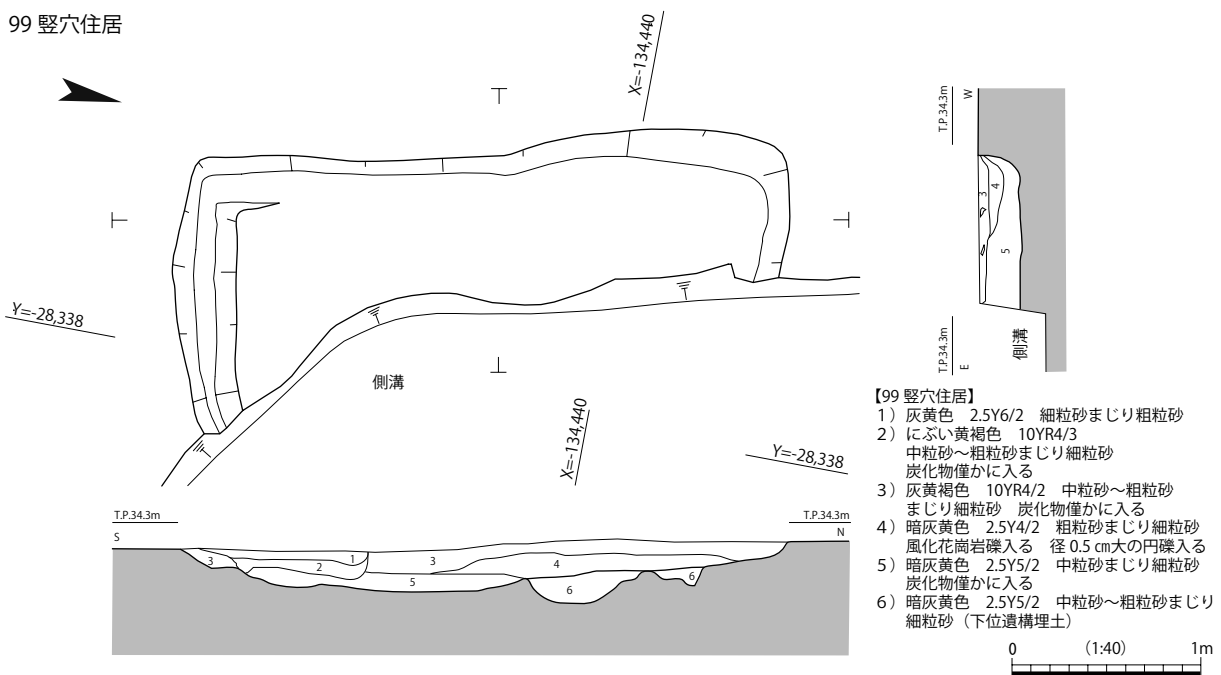 99 竪穴住居
X=-134,440
Y=-28,338
側溝
X=-134,440
Y=-28,338
T.P.34.3m
W
3
4
5
T.P.34.3m
E
側溝
T.P.34.3m
S
T.P.34.3m
N
3
2
1
3
4
5
6
6
【99 竪穴住居】
1）灰黄色　2.5Y6/2　細粒砂まじり粗粒砂
2）にぶい黄褐色　10YR4/3
中粒砂～粗粒砂まじり細粒砂
炭化物僅かに入る
3）灰黄褐色　10YR4/2　中粒砂～粗粒砂
まじり細粒砂　炭化物僅かに入る
4）暗灰黄色　2.5Y4/2　粗粒砂まじり細粒砂
風化花崗岩礫入る　径 0.5 ㎝大の円礫入る
5）暗灰黄色　2.5Y5/2　中粒砂まじり細粒砂
炭化物僅かに入る
6）暗灰黄色　2.5Y5/2　中粒砂～粗粒砂まじり
細粒砂（下位遺構埋土）
0 （1:40） 1m